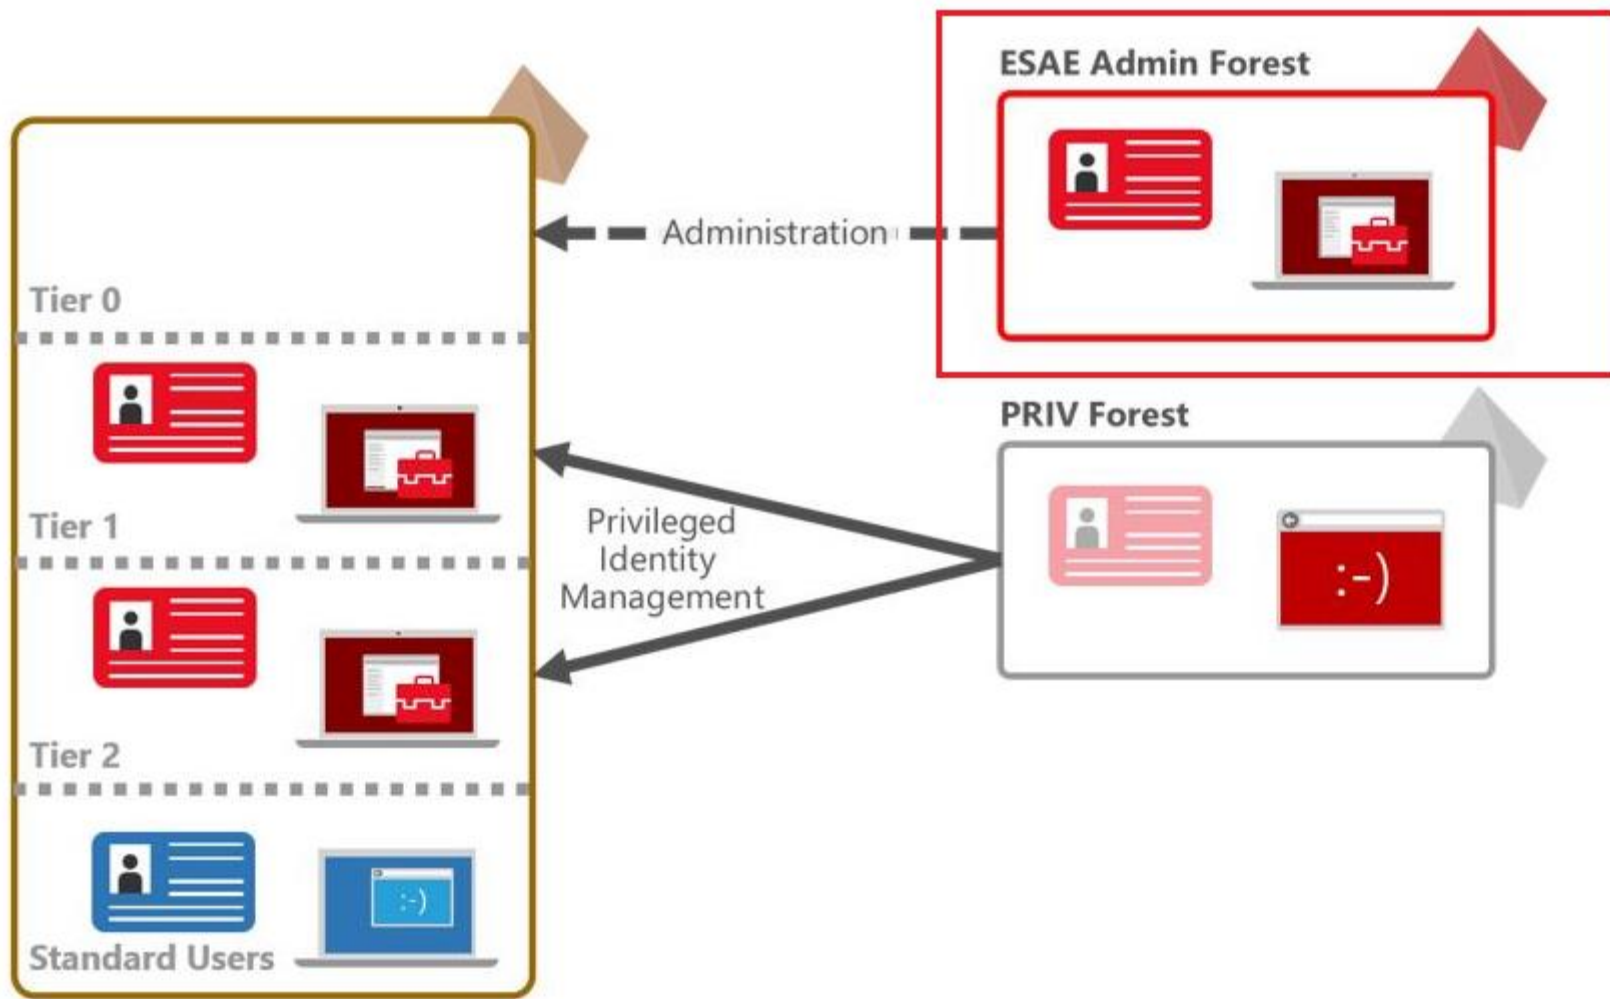 ESAE Admin Forest
Administration
Tier 0
PRIV Forest
Tier 1
Privileged
Identity
Management
:-)
Tier 2
:-)
Standard Users